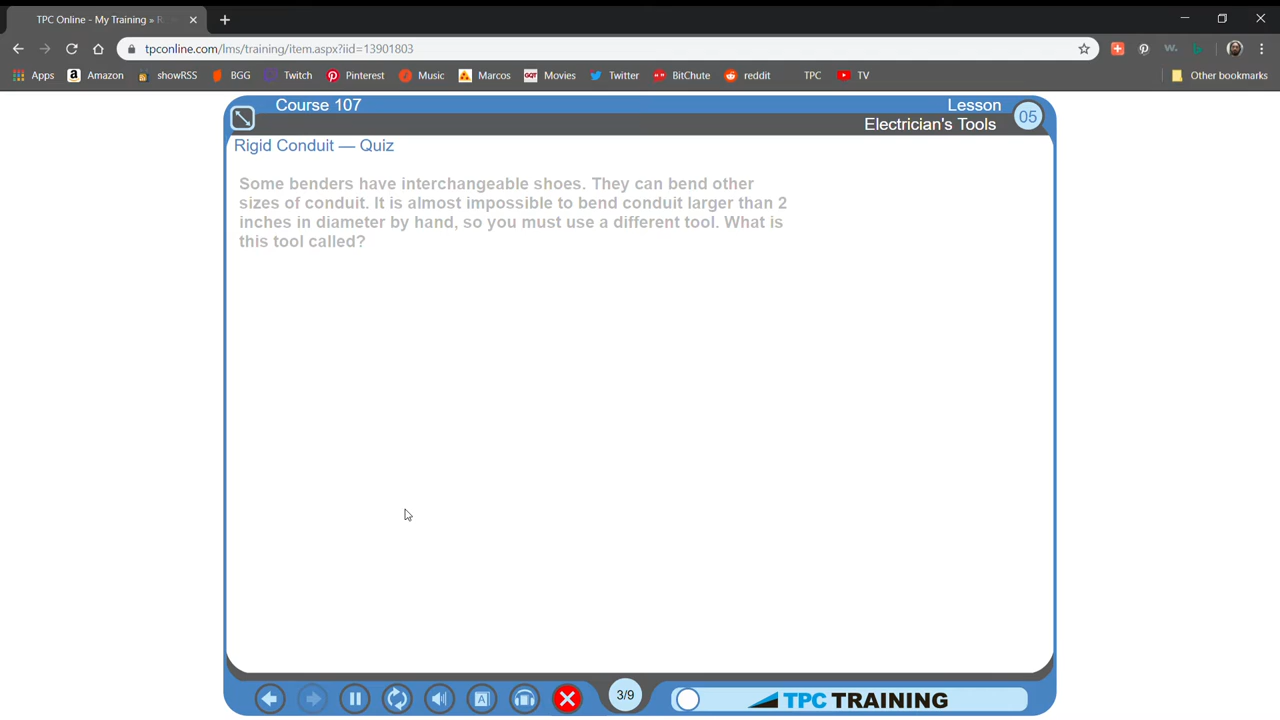 TPC Online - My Training » R
tpconline.com/lms/training/item.aspx?iid=13901803
Apps Amazon showRSS BGG Twitch Pinterest Music Marcos GQT Movies Twitter BitChute reddit TPC TV Other bookmarks
Course 107
Lesson
05
Electrician's Tools
Rigid Conduit — Quiz
Some benders have interchangeable shoes. They can bend other
sizes of conduit. It is almost impossible to bend conduit larger than 2
inches in diameter by hand, so you must use a different tool. What is
this tool called?
A
3/9
TPC TRAINING